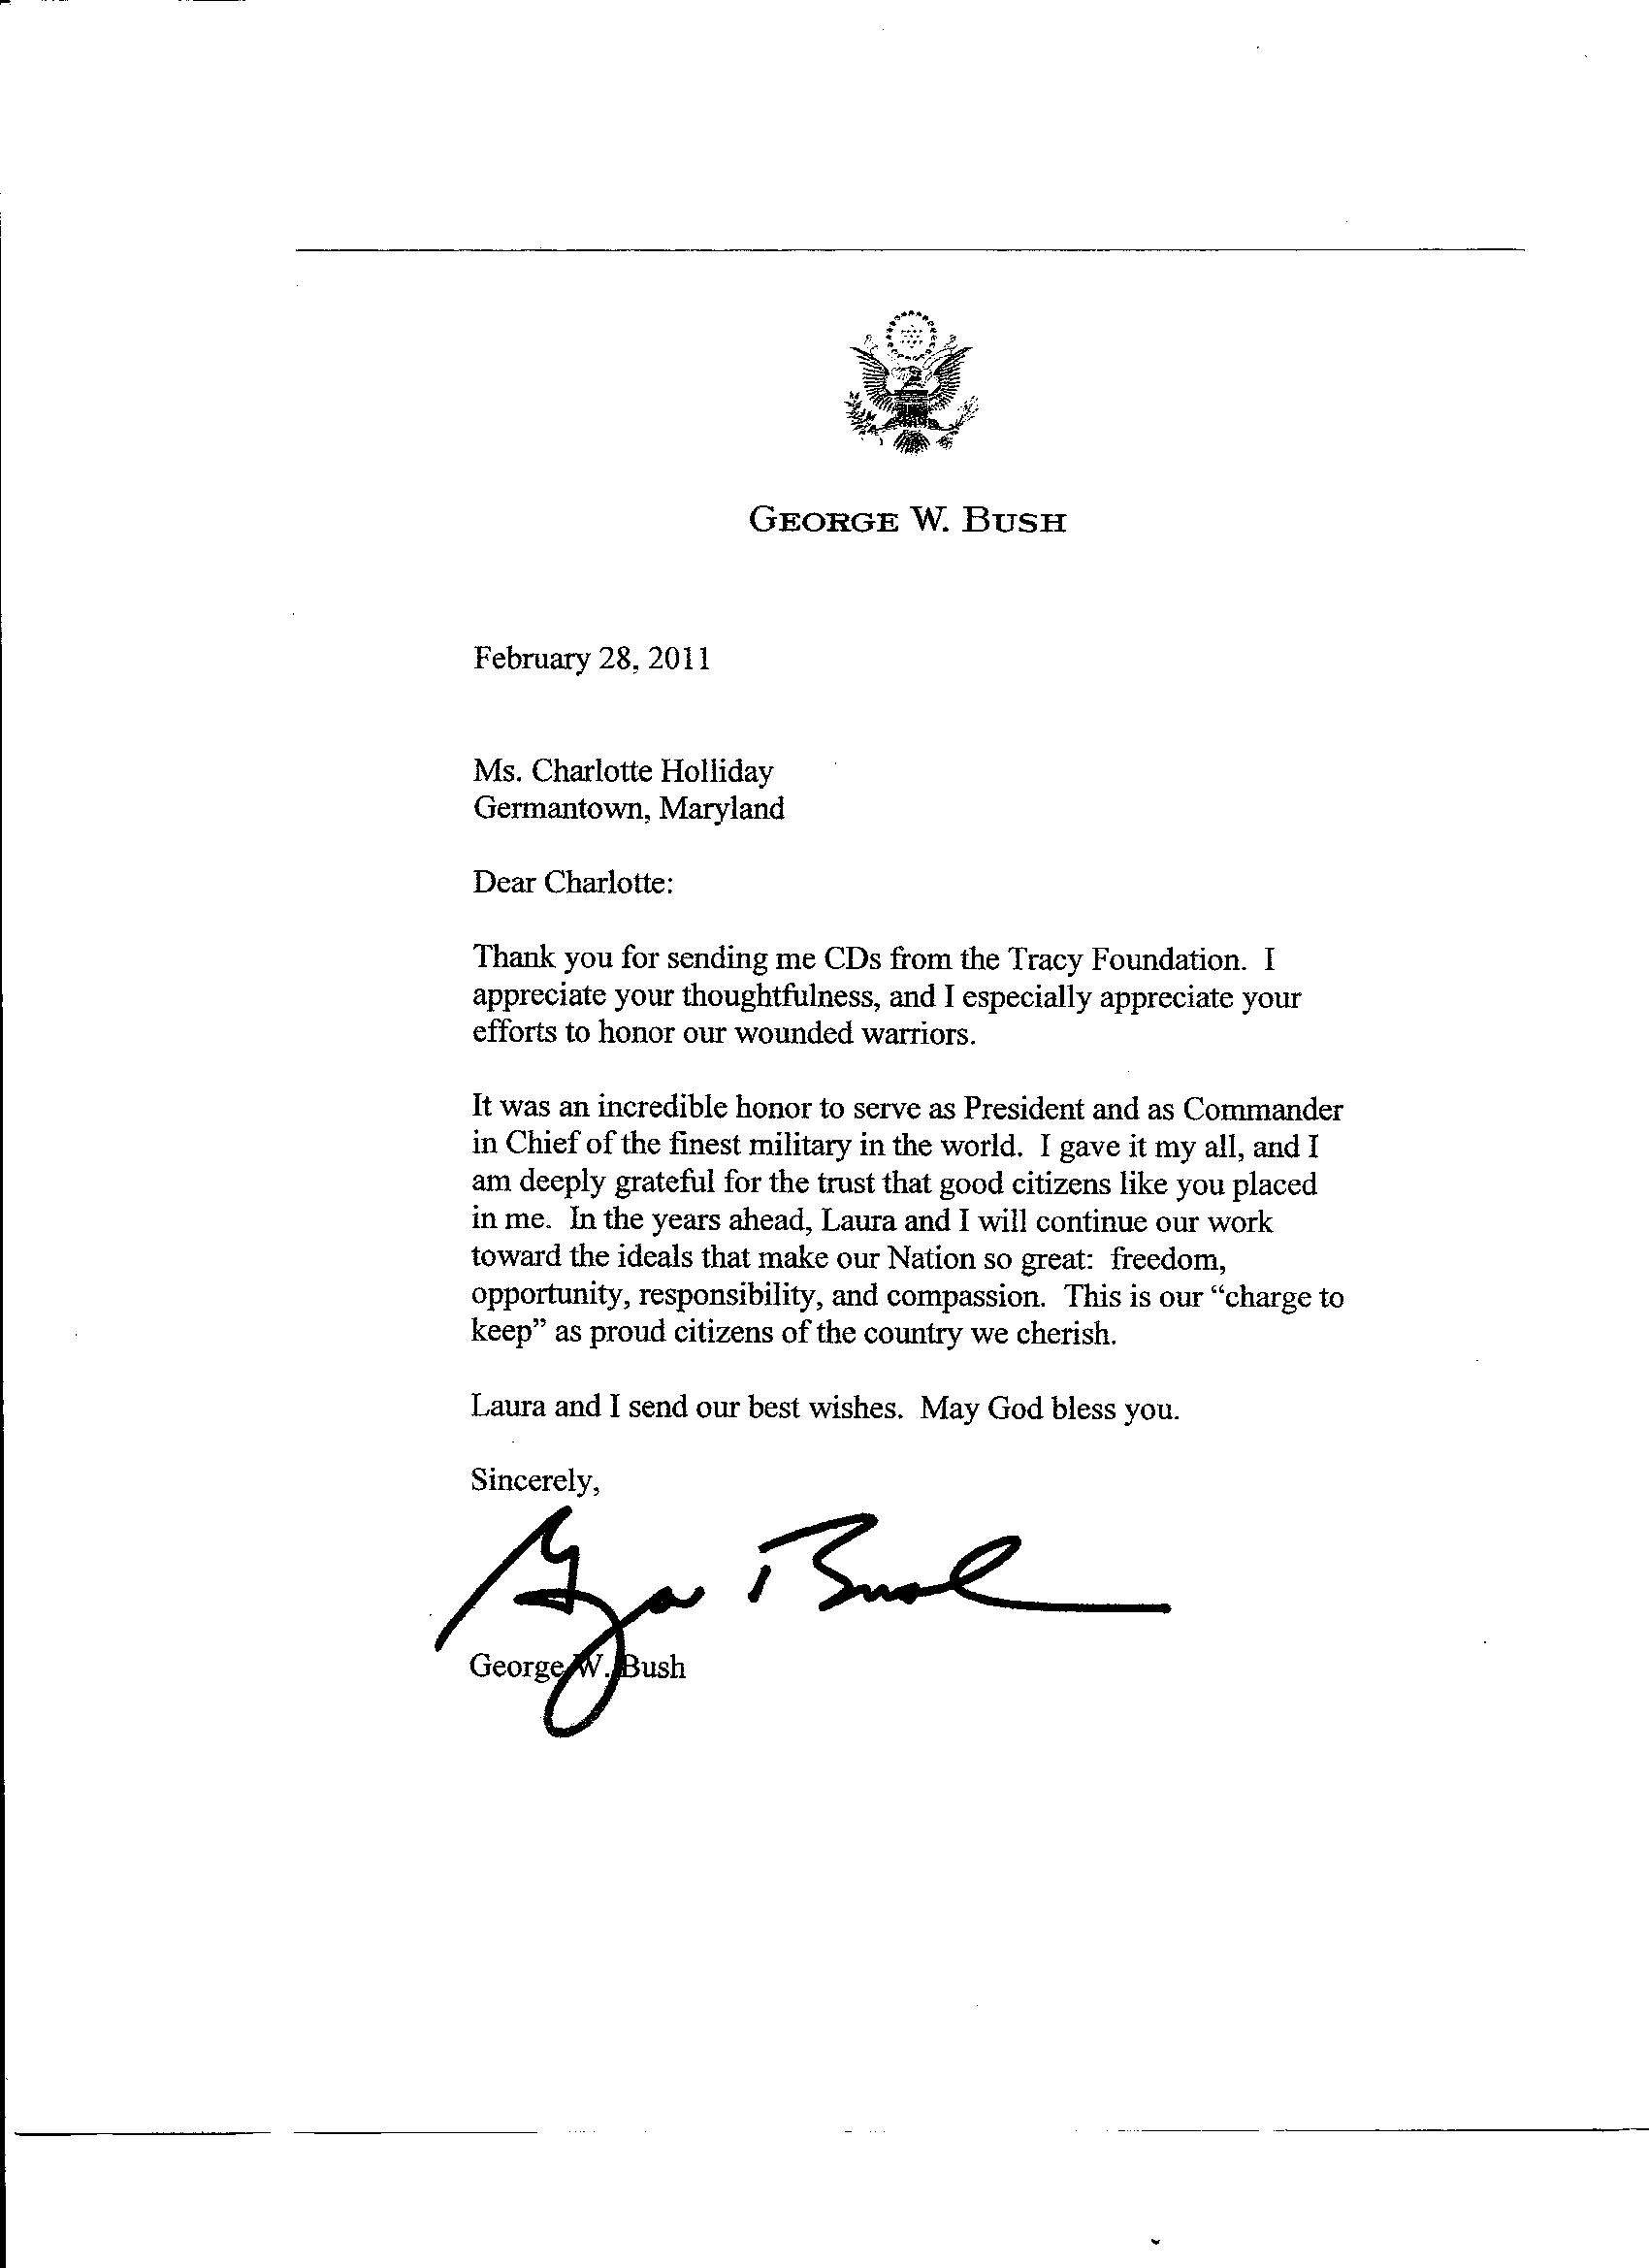 GEORGE W. BUSH
February 28, 2011
Ms. Charlotte Holliday
Germantown, Maryland
Dear Charlotte:
Thank you for sending me CDs from the Tracy Foundation. I
appreciate your thoughtfulness, and I especially appreciate your
efforts to honor our wounded warriors.
It was an incredible honor to serve as President and as Commander
in Chief of the finest military in the world. I gave it my all, and I
am deeply grateful for the trust that good citizens like you placed
in me. In the years ahead, Laura and I will continue our work
toward the ideals that make our Nation so great: freedom,
opportunity, responsibility, and compassion. This is our “charge to
keep” as proud citizens of the country we cherish.
Laura and I send our best wishes. May God bless you.
Sincerely,
George W. Bush